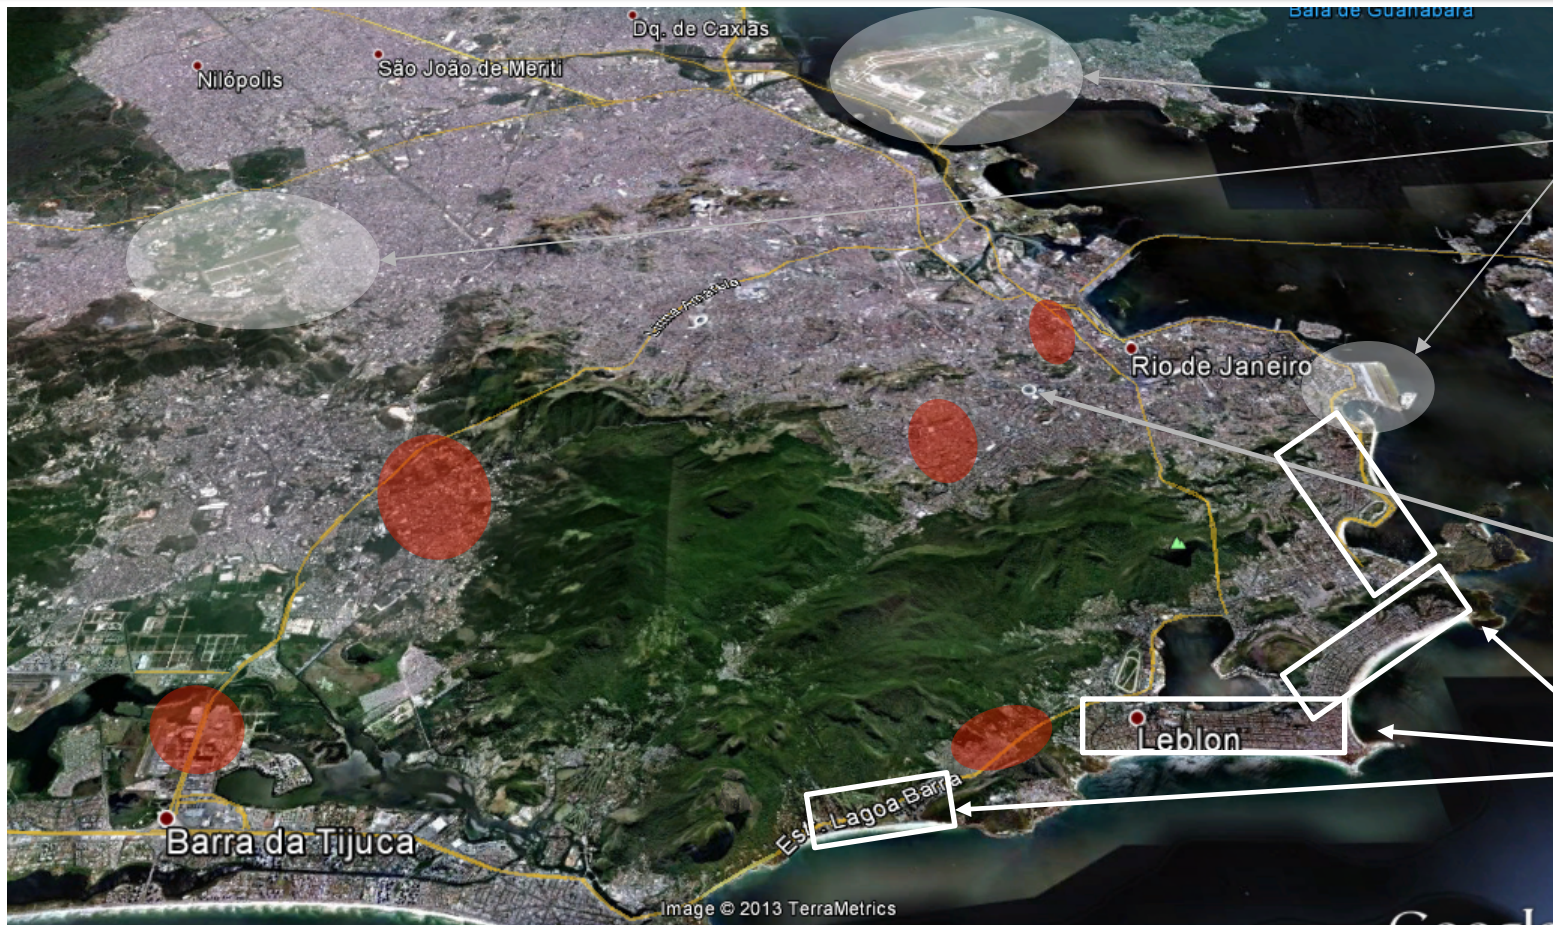 Baía de Guanabara
Dq. de Caxias
São João de Meriti
Nilópolis
Linha Amarela
Rio de Janeiro
Leblon
Estr. Lagoa Barra
Barra da Tijuca
Image © 2013 TerraMetrics
Google